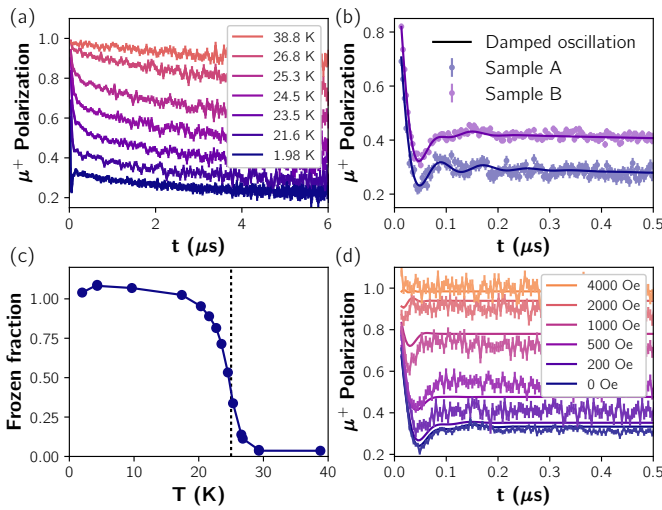 (a)
μ⁺ Polarization
1.0
0.8
0.6
0.4
0.2
0
2
4
6
t (μs)
38.8 K
26.8 K
25.3 K
24.5 K
23.5 K
21.6 K
1.98 K
(b)
0.8
0.6
0.4
0.2
0.0
0.1
0.2
0.3
0.4
0.5
t (μs)
Damped oscillation
Sample A
Sample B
(c)
Frozen fraction
1.00
0.75
0.50
0.25
0.00
0
10
20
30
40
T (K)
(d)
μ⁺ Polarization
1.0
0.8
0.6
0.4
0.2
0.0
0.1
0.2
0.3
0.4
0.5
t (μs)
4000 Oe
2000 Oe
1000 Oe
500 Oe
200 Oe
0 Oe